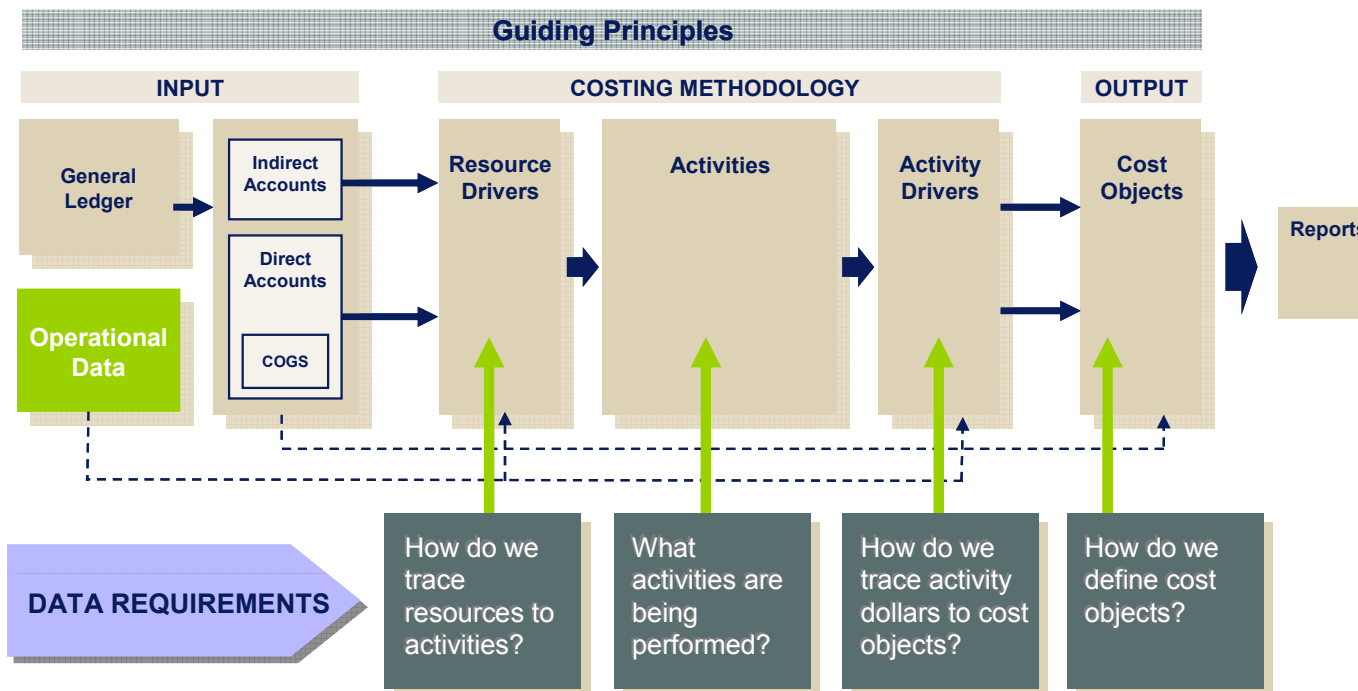 Guiding Principles
INPUT
COSTING METHODOLOGY
OUTPUT
General
Ledger
Indirect
Accounts
Direct
Accounts
COGS
Operational
Data
Resource
Drivers
Activities
Activity
Drivers
Cost
Objects
Reports
DATA REQUIREMENTS
How do we
trace
resources to
activities?
What
activities are
being
performed?
How do we
trace activity
dollars to cost
objects?
How do we
define cost
objects?